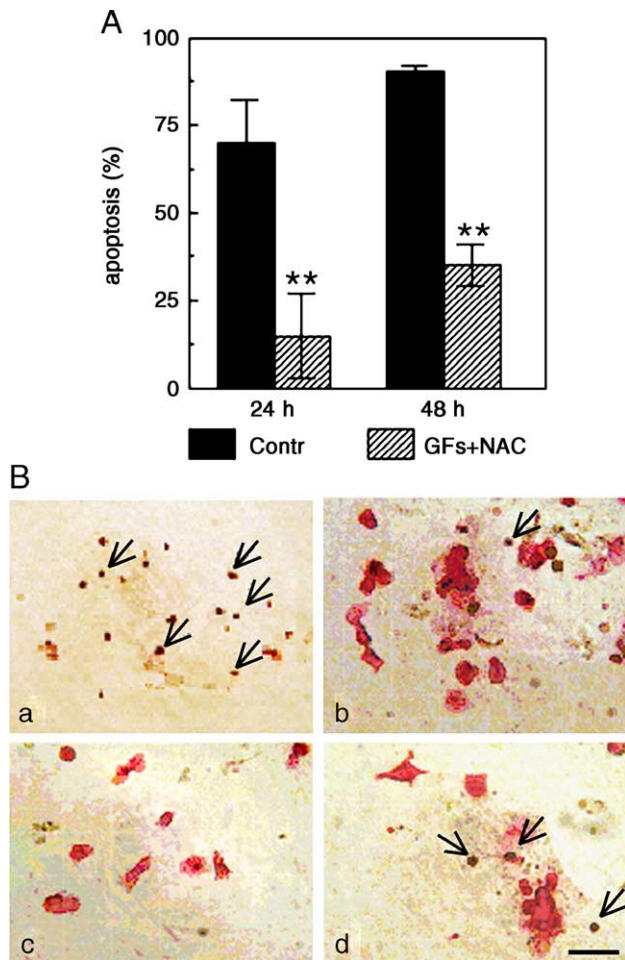 A
100
75
50
25
0
apoptosis (%)
**
**
24 h 48 h
Contr GFs+NAC
B
a b
c d